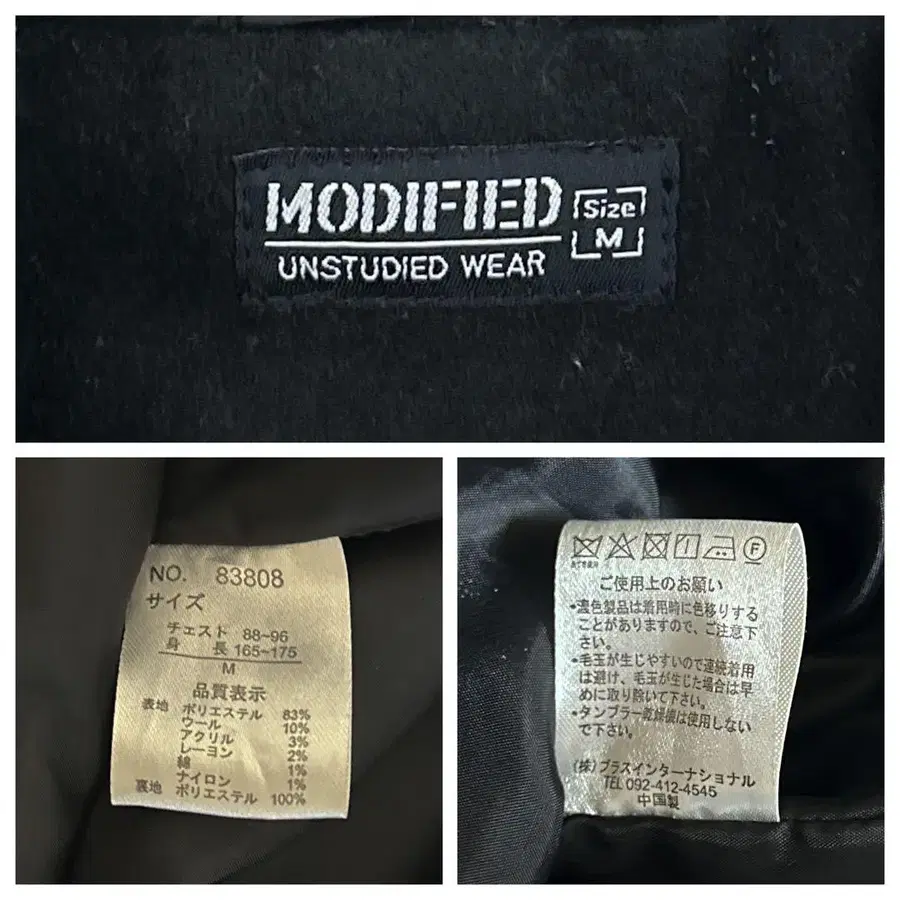 MODIFIED
UNSTUDIED WEAR
Size
M
NO. 83808
サイズ
チェスト 88~96
身 長 165~175
M
品質表示
表地 ポリエステル 83%
ウール 10%
アクリル 3%
レーヨン 2%
綿 1%
ナイロン 1%
裏地 ポリエステル 100%
あて布使用
F
ご使用上のお願い
•濃色製品は着用時に色移りする
ことがありますので、ご注意下
さい。
•毛玉が生じやすいので連続着用
は避け、毛玉が生じた場合は早
めに取り除いて下さい。
•タンブラー乾燥機は使用しない
で下さい。
(株)プラスインターナショナル
TEL 092-412-4545
中国製